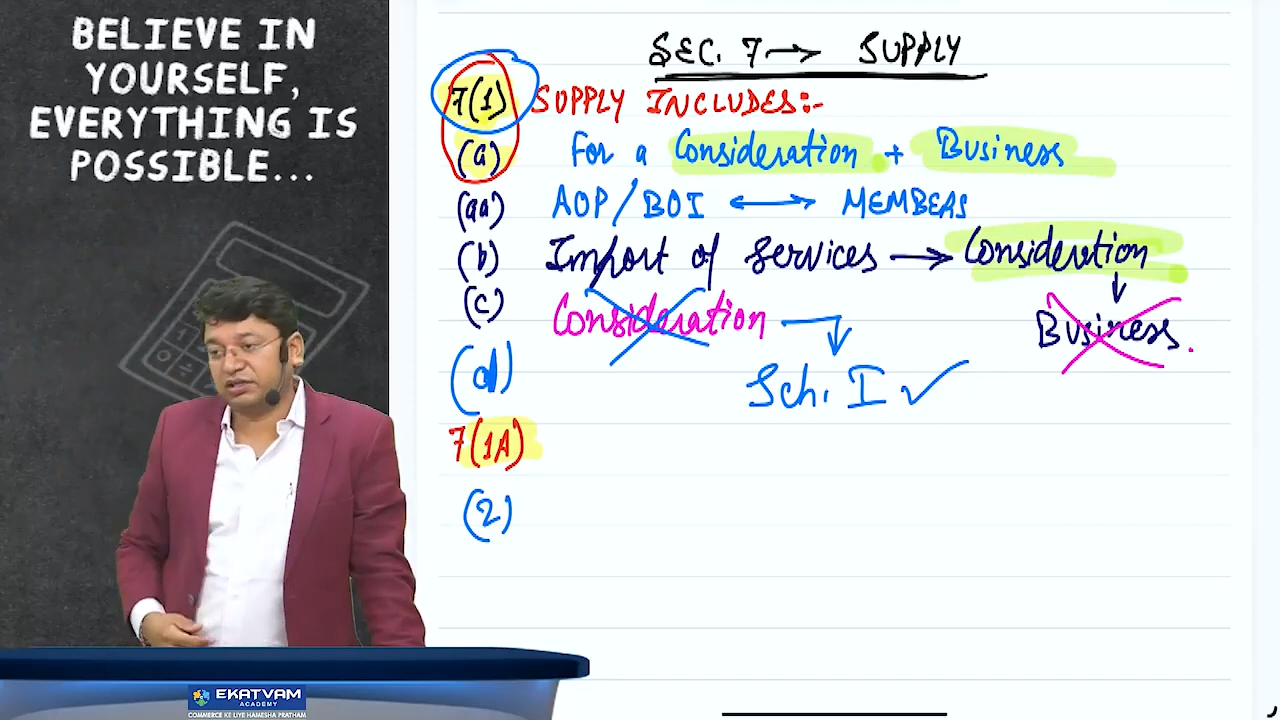 BELIEVE IN
YOURSELF,
EVERYTHING IS
POSSIBLE...
SEC. 7 → SUPPLY
7(1) SUPPLY INCLUDES:-
(a) For a Consideration + Business
(aa) AOP/BOI ↔ MEMBERS
(b) Import of Services → Consideration
↓
Business.
(c) Consideration
Sch. I ✓
(d)
7(1A)
(2)
EKATVAM
ACADEMY
COMMERCE KE LIYE HAMESHA PRATHAM